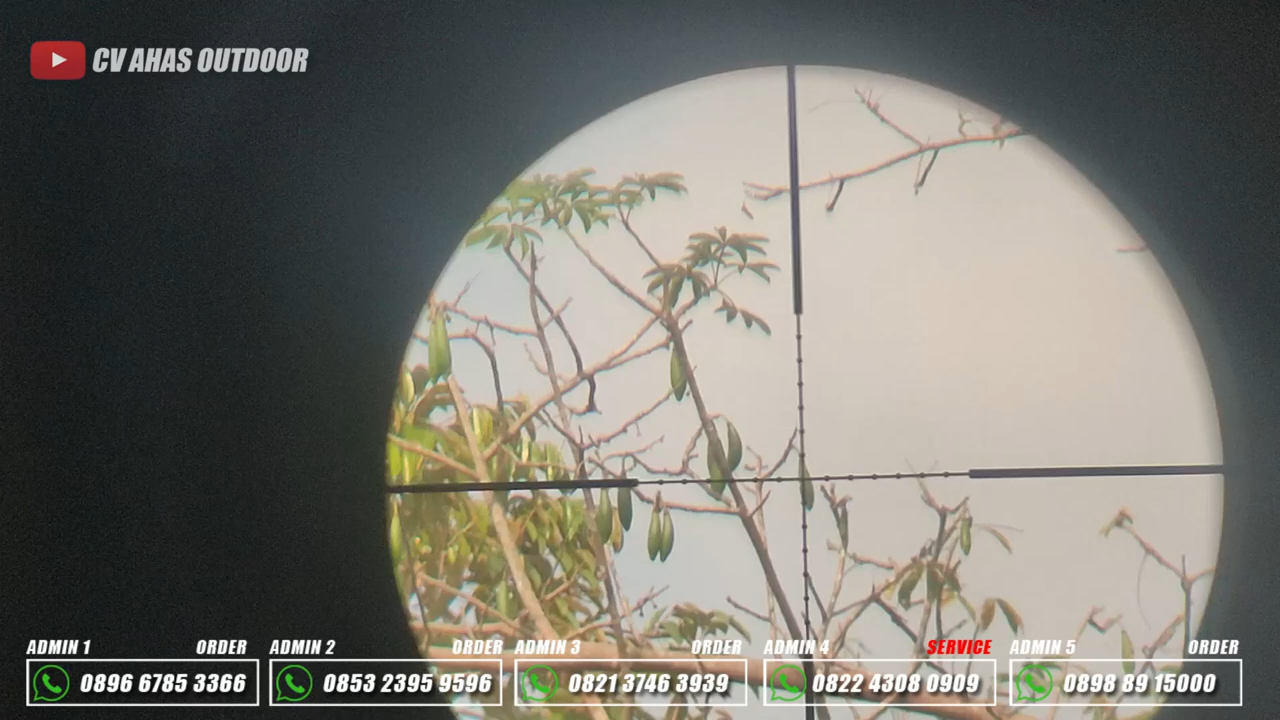 CV AHAS OUTDOOR
ADMIN 1 ORDER
0896 6785 3366
ADMIN 2 ORDER
0853 2395 9596
ADMIN 3 ORDER
0821 3746 3939
ADMIN 4 SERVICE
0822 4308 0909
ADMIN 5 ORDER
0898 89 15000